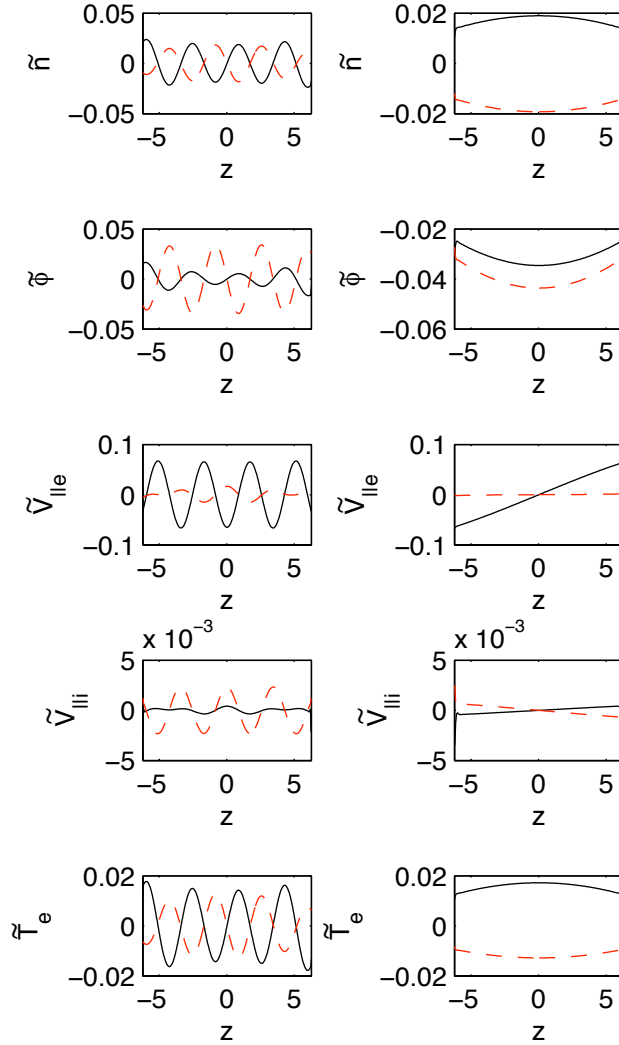 0.05 0.02
ñ 0 ñ 0
−0.05 −0.02
−5 0 5 −5 0 5
z z
0.05 −0.02
φ̃ 0 φ̃ −0.04
−0.05 −0.06
−5 0 5 −5 0 5
z z
0.1 0.1
ṽ||e 0 ṽ||e 0
−0.1 −0.1
−5 0 5 −5 0 5
z z
x 10⁻³ x 10⁻³
5 5
ṽ||i 0 ṽ||i 0
−5 −5
−5 0 5 −5 0 5
z z
0.02 0.02
T̃e 0 T̃e 0
−0.02 −0.02
−5 0 5 −5 0 5
z z